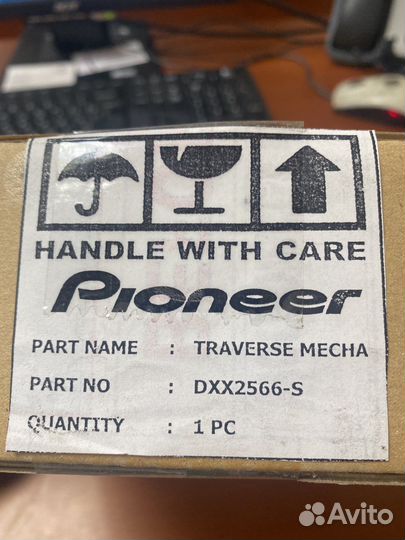 HANDLE WITH CARE
Pioneer
PART NAME : TRAVERSE MECHA
PART NO : DXX2566-S
QUANTITY : 1 PC
Avito